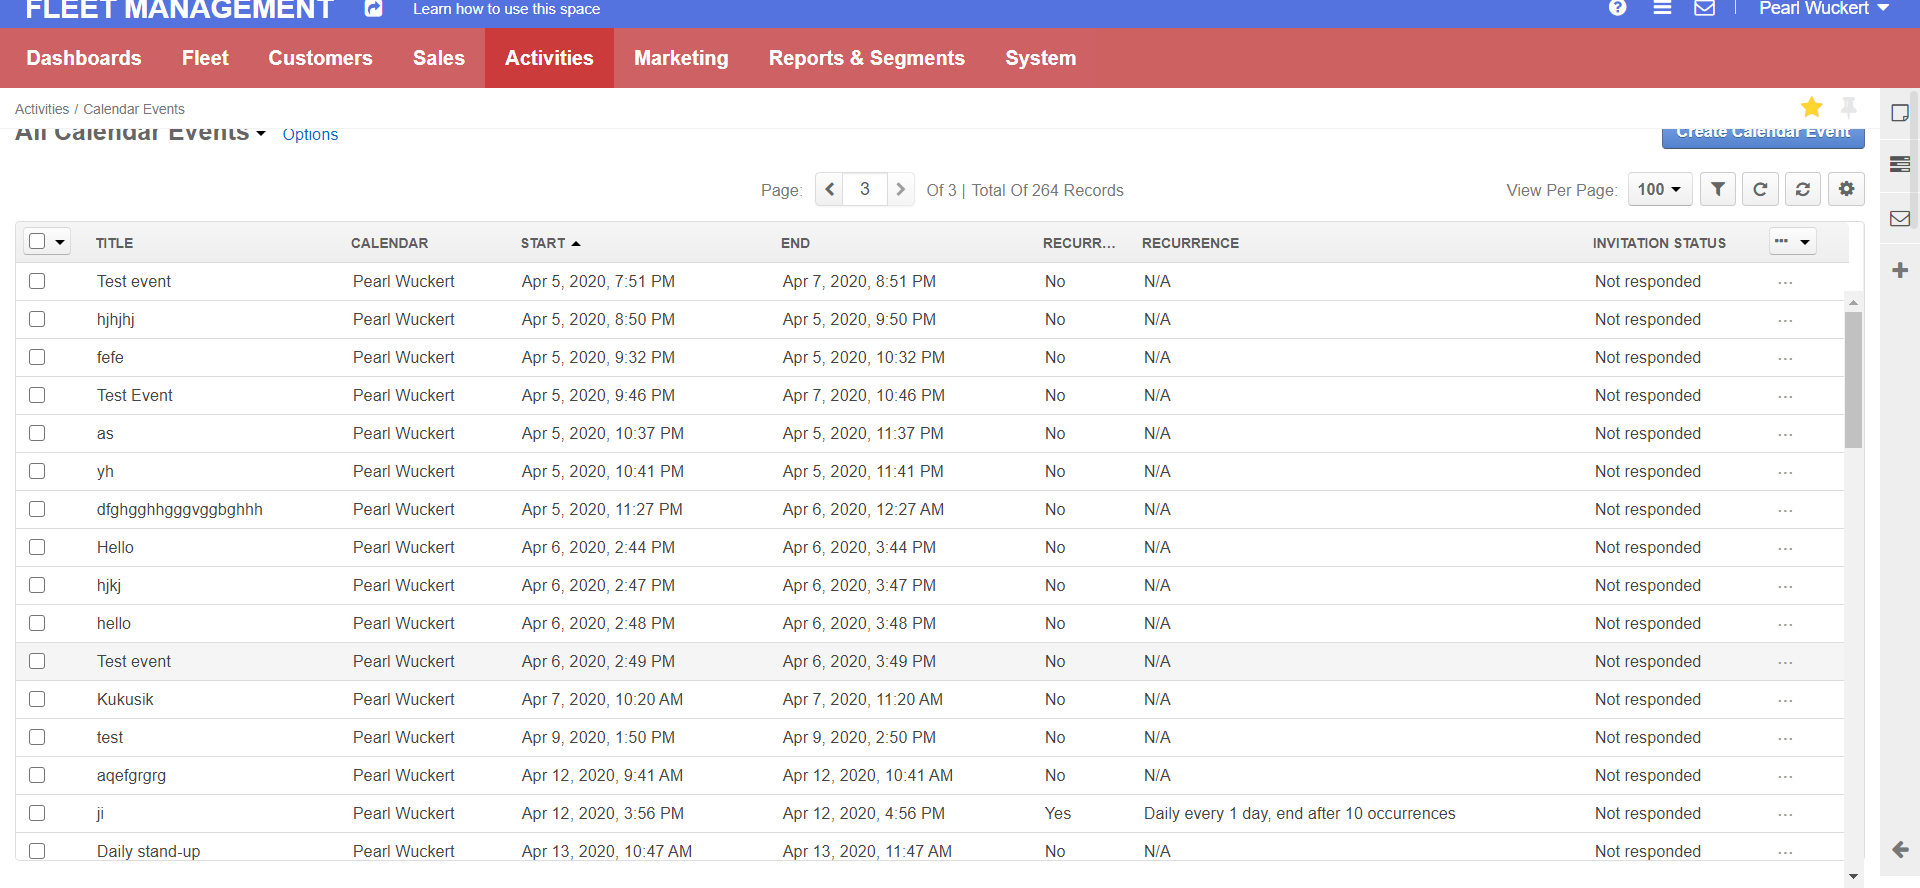 FLEET MANAGEMENT Learn how to use this space Pearl Wuckert
Dashboards Fleet Customers Sales Activities Marketing Reports & Segments System
Activities / Calendar Events
All Calendar Events Options Create Calendar Event
Page: 3 Of 3 | Total Of 264 Records View Per Page: 100
TITLE CALENDAR START END RECURR... RECURRENCE INVITATION STATUS
Test event Pearl Wuckert Apr 5, 2020, 7:51 PM Apr 7, 2020, 8:51 PM No N/A Not responded ...
hjhjhj Pearl Wuckert Apr 5, 2020, 8:50 PM Apr 5, 2020, 9:50 PM No N/A Not responded ...
fefe Pearl Wuckert Apr 5, 2020, 9:32 PM Apr 5, 2020, 10:32 PM No N/A Not responded ...
Test Event Pearl Wuckert Apr 5, 2020, 9:46 PM Apr 7, 2020, 10:46 PM No N/A Not responded ...
as Pearl Wuckert Apr 5, 2020, 10:37 PM Apr 5, 2020, 11:37 PM No N/A Not responded ...
yh Pearl Wuckert Apr 5, 2020, 10:41 PM Apr 5, 2020, 11:41 PM No N/A Not responded ...
dfghgghhgggvggbghhh Pearl Wuckert Apr 5, 2020, 11:27 PM Apr 6, 2020, 12:27 AM No N/A Not responded ...
Hello Pearl Wuckert Apr 6, 2020, 2:44 PM Apr 6, 2020, 3:44 PM No N/A Not responded ...
hjkj Pearl Wuckert Apr 6, 2020, 2:47 PM Apr 6, 2020, 3:47 PM No N/A Not responded ...
hello Pearl Wuckert Apr 6, 2020, 2:48 PM Apr 6, 2020, 3:48 PM No N/A Not responded ...
Test event Pearl Wuckert Apr 6, 2020, 2:49 PM Apr 6, 2020, 3:49 PM No N/A Not responded ...
Kukusik Pearl Wuckert Apr 7, 2020, 10:20 AM Apr 7, 2020, 11:20 AM No N/A Not responded ...
test Pearl Wuckert Apr 9, 2020, 1:50 PM Apr 9, 2020, 2:50 PM No N/A Not responded ...
aqefgrgrg Pearl Wuckert Apr 12, 2020, 9:41 AM Apr 12, 2020, 10:41 AM No N/A Not responded ...
ji Pearl Wuckert Apr 12, 2020, 3:56 PM Apr 12, 2020, 4:56 PM Yes Daily every 1 day, end after 10 occurrences Not responded ...
Daily stand-up Pearl Wuckert Apr 13, 2020, 10:47 AM Apr 13, 2020, 11:47 AM No N/A Not responded ...